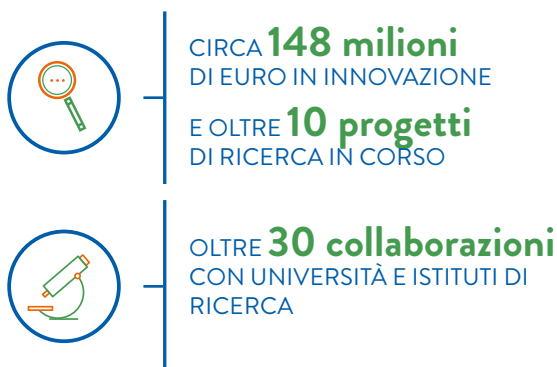 CIRCA 148 milioni
DI EURO IN INNOVAZIONE
E OLTRE 10 progetti
DI RICERCA IN CORSO
OLTRE 30 collaborazioni
CON UNIVERSITÀ E ISTITUTI DI
RICERCA